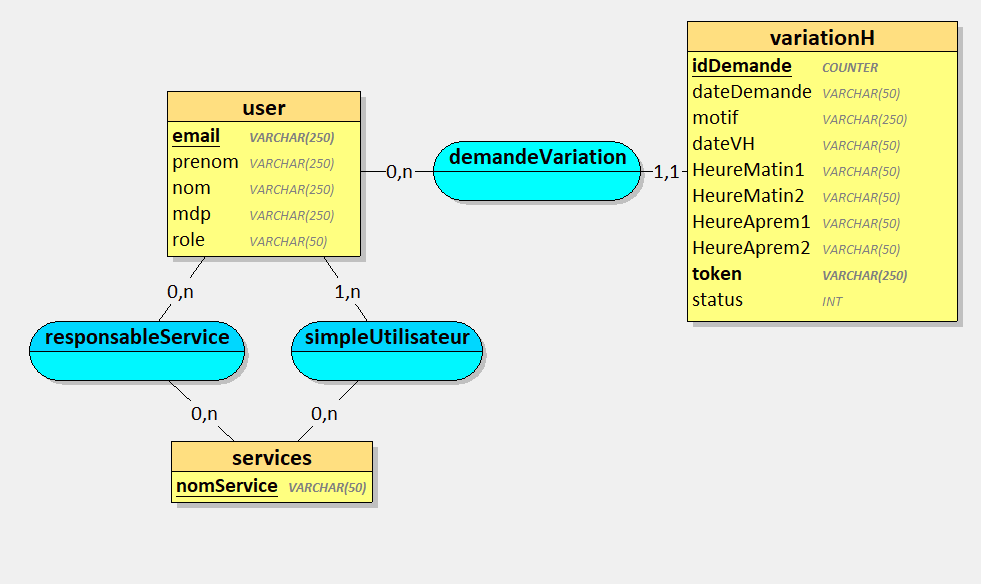 variationH
idDemande COUNTER
dateDemande VARCHAR(50)
motif VARCHAR(250)
dateVH VARCHAR(50)
HeureMatin1 VARCHAR(50)
HeureMatin2 VARCHAR(50)
HeureAprem1 VARCHAR(50)
HeureAprem2 VARCHAR(50)
token VARCHAR(250)
status INT
user
email VARCHAR(250)
prenom VARCHAR(250)
nom VARCHAR(250)
mdp VARCHAR(250)
role VARCHAR(50)
0,n
demandeVariation
1,1
0,n
1,n
responsableService
simpleUtilisateur
0,n
0,n
services
nomService VARCHAR(50)